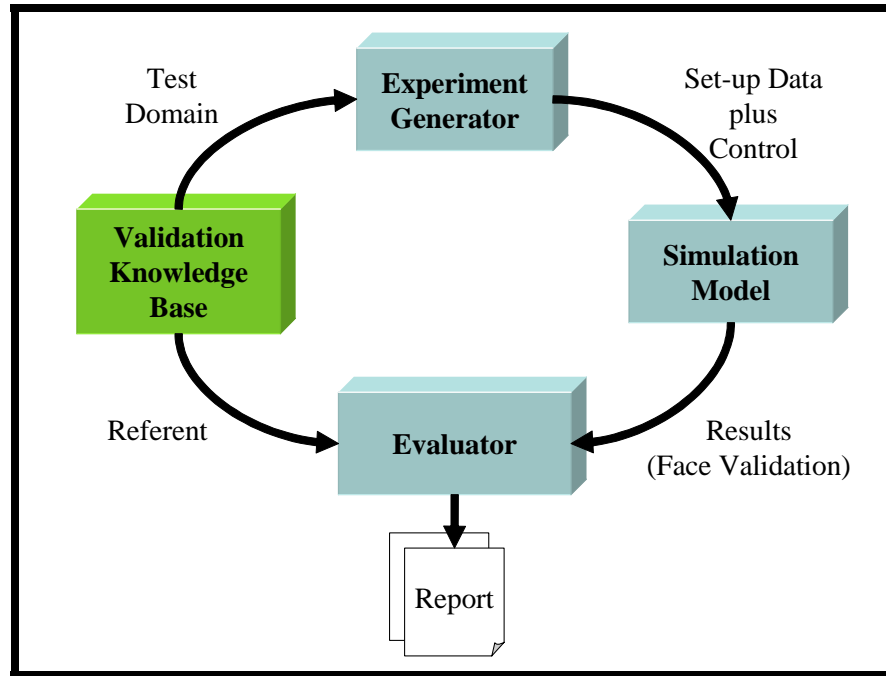 Test
Domain
Experiment
Generator
Set-up Data
plus
Control
Validation
Knowledge
Base
Simulation
Model
Referent
Evaluator
Results
(Face Validation)
Report